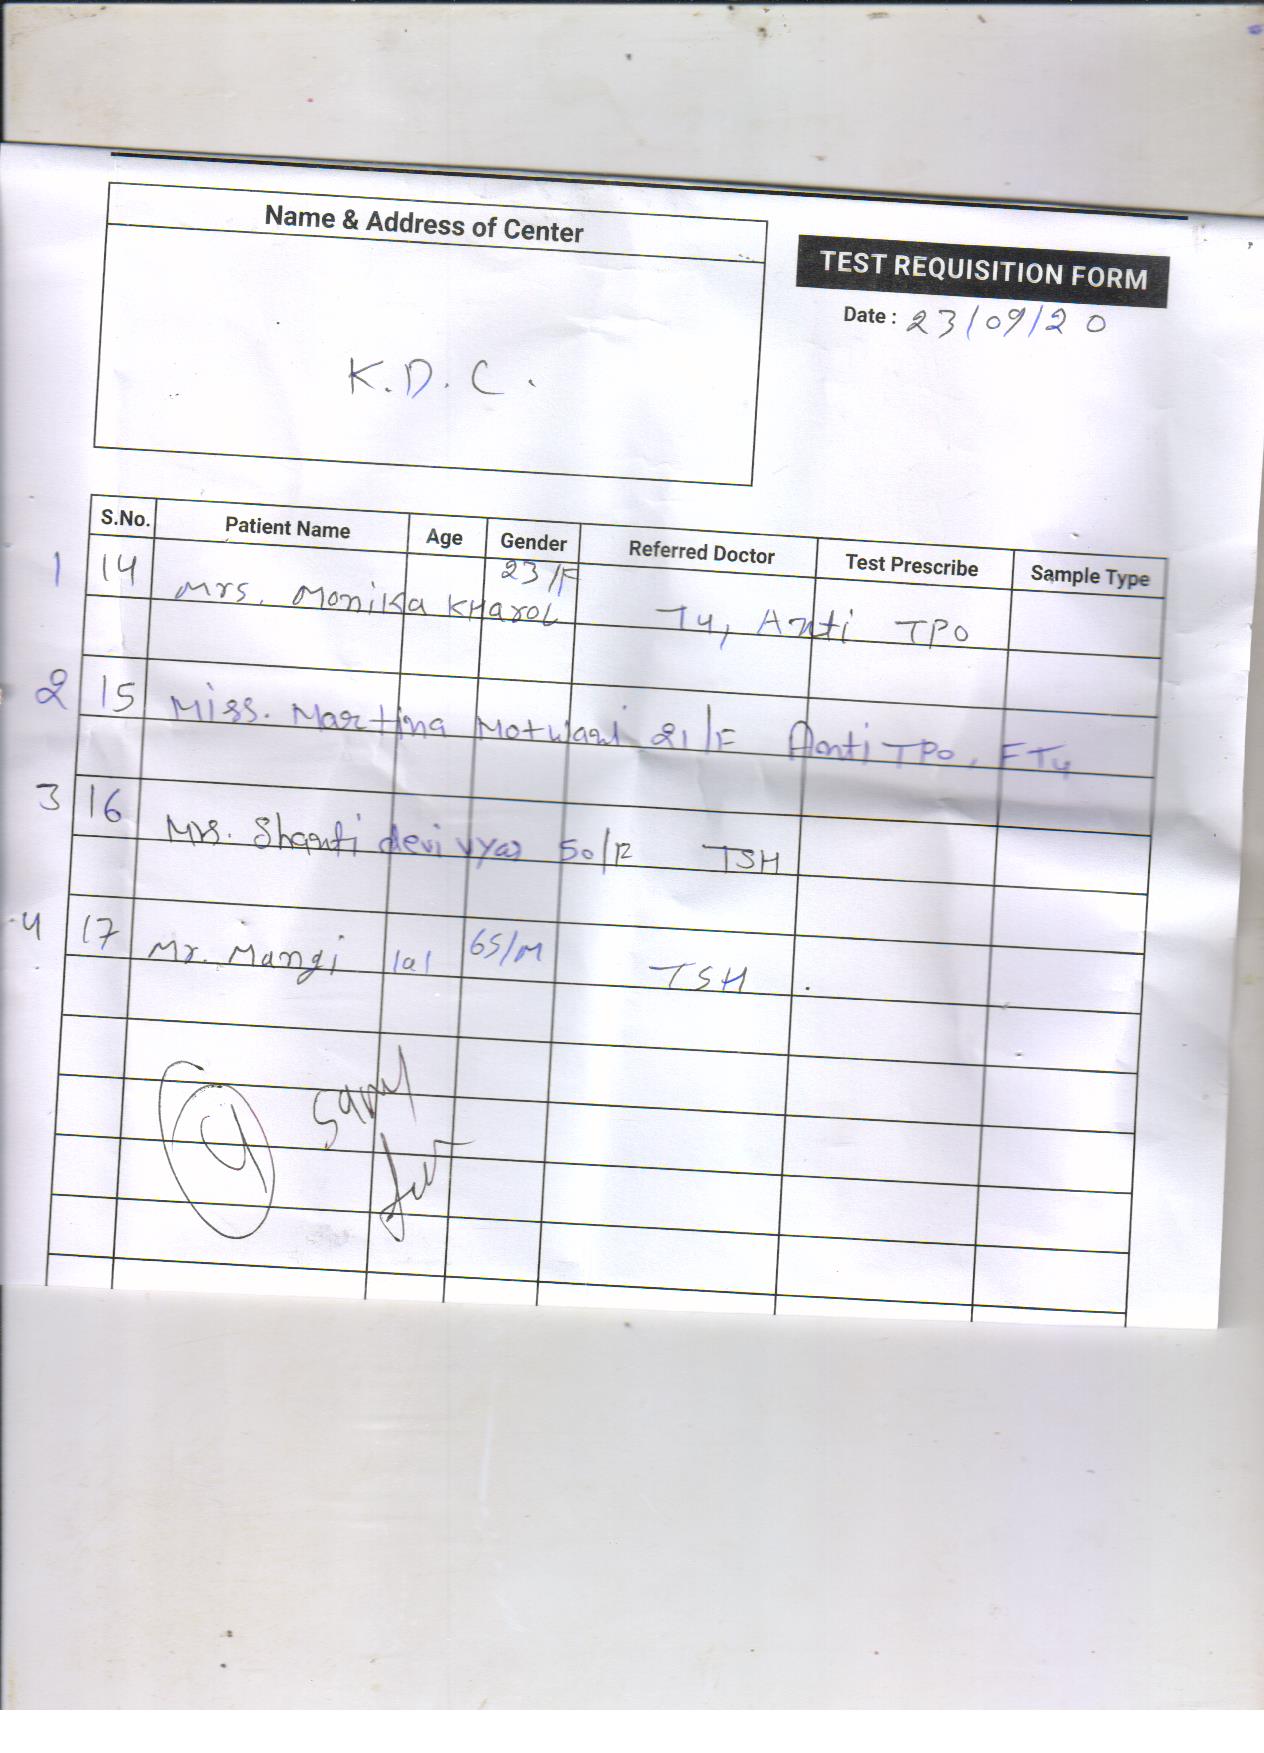 Name & Address of Center
K.D.C.
TEST REQUISITION FORM
Date : 23/09/20
S.No. Patient Name Age Gender Referred Doctor Test Prescribe Sample Type
1 14 Mrs. Monika Kharol 23/F T4, Anti TPO
2 15 Miss. Martina Motwani 21/F Anti TPO, FT4
3 16 Mrs. Shanti devi vyas 50/F TSH
4 17 Mr. Mangi lal 65/M TSH
4